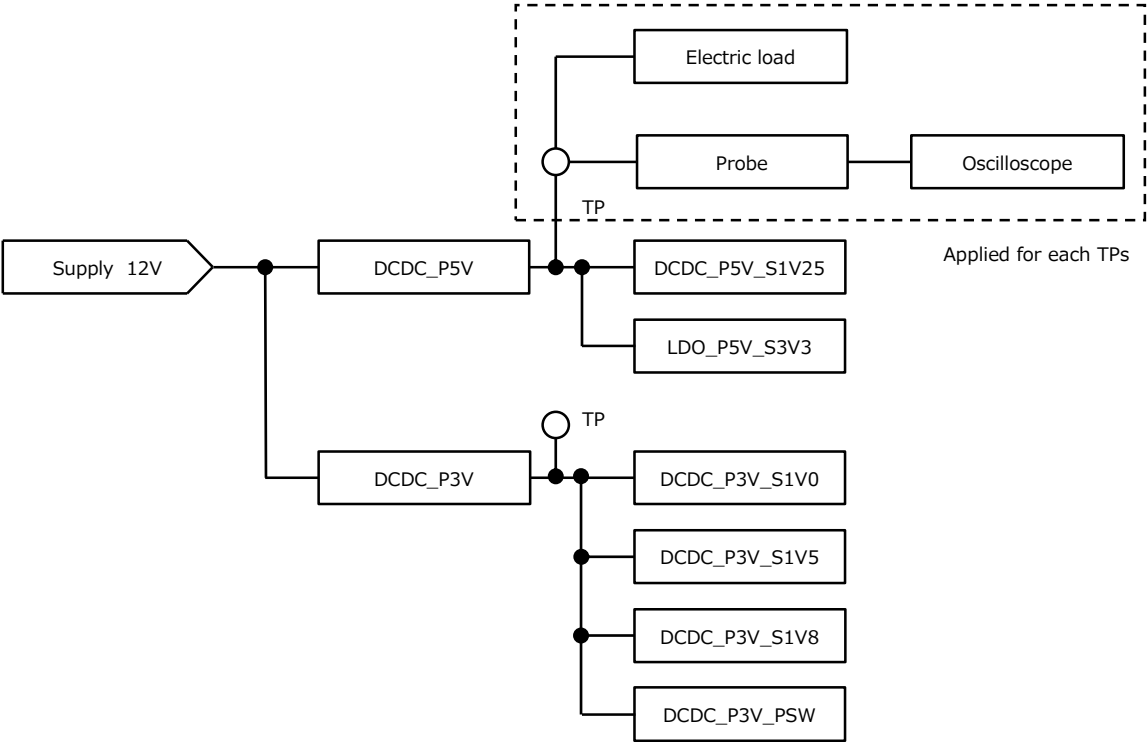 Electric load
Probe
Oscilloscope
TP
Supply 12V
DCDC_P5V
DCDC_P5V_S1V25
Applied for each TPs
LDO_P5V_S3V3
TP
DCDC_P3V
DCDC_P3V_S1V0
DCDC_P3V_S1V5
DCDC_P3V_S1V8
DCDC_P3V_PSW